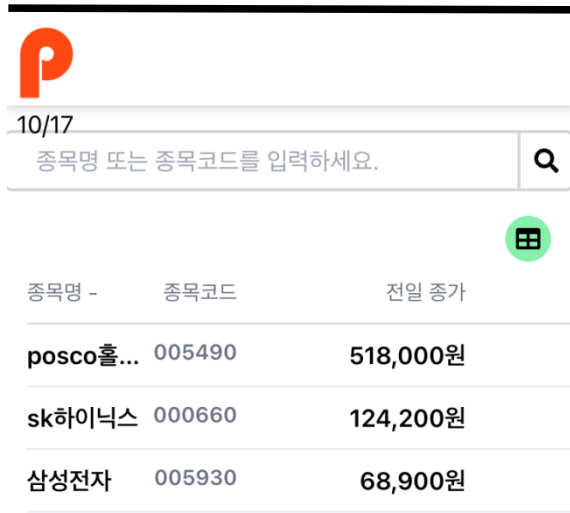 p
10/17
종목명 또는 종목코드를 입력하세요.
종목명 - 종목코드 전일 종가
posco홀... 005490 518,000원
sk하이닉스 000660 124,200원
삼성전자 005930 68,900원